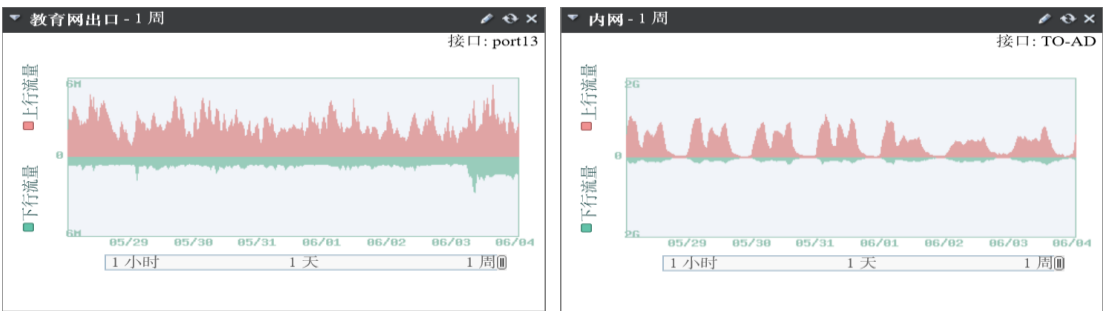 教育网出口 - 1 周
接口: port13
上行流量
下行流量
6M
0
6M
05/29 05/30 05/31 06/01 06/02 06/03 06/04
1 小时 1 天 1 周
内网 - 1 周
接口: TO-AD
上行流量
下行流量
2G
0
2G
05/29 05/30 05/31 06/01 06/02 06/03 06/04
1 小时 1 天 1 周